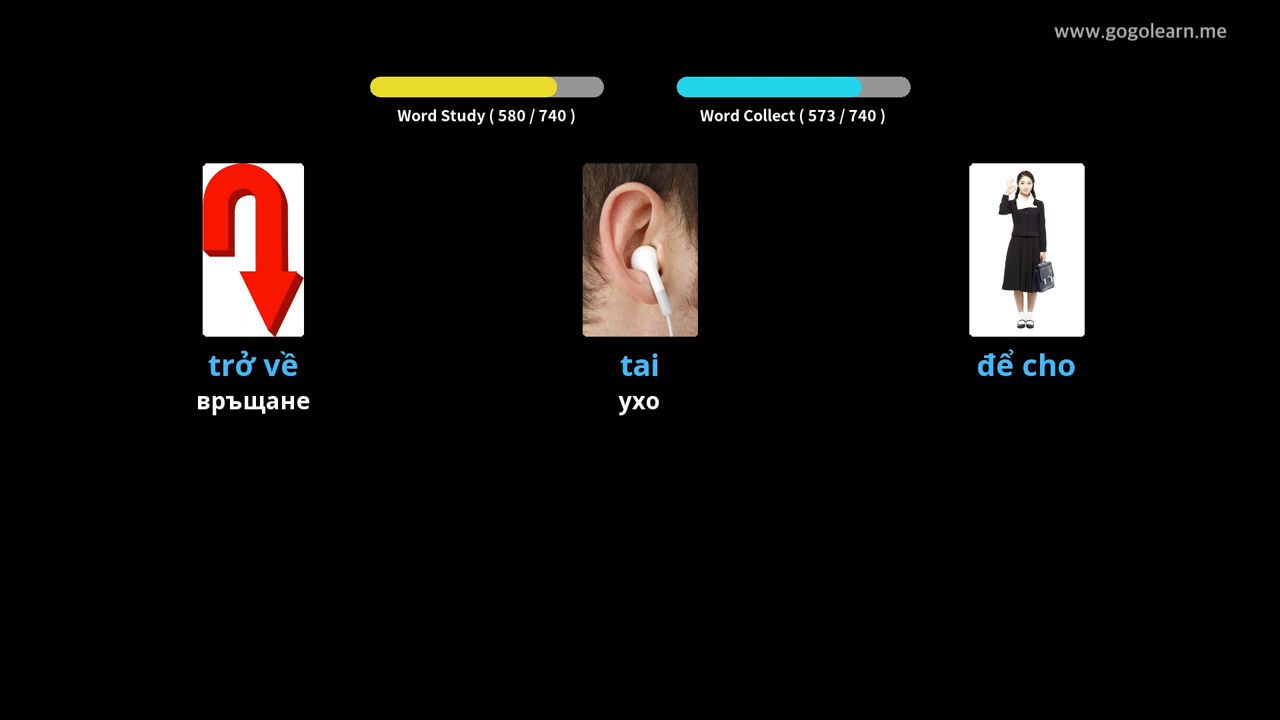 www.gogolearn.me
Word Study ( 580 / 740 )
Word Collect ( 573 / 740 )
trở về
tai
để cho
връщане
ухо